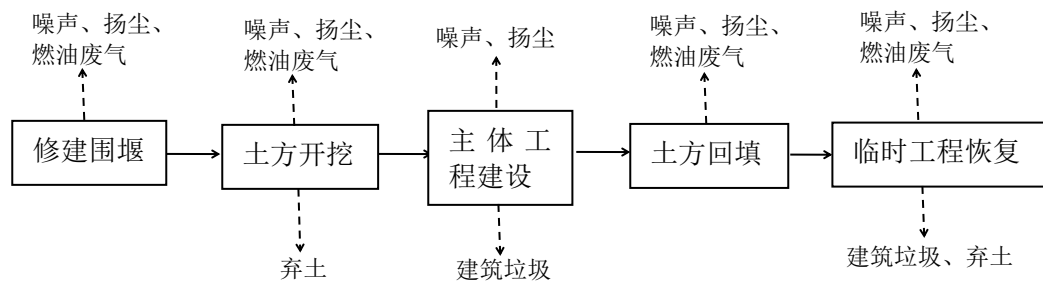 噪声、扬尘、
燃油废气
噪声、扬尘、
燃油废气
噪声、扬尘
噪声、扬尘、
燃油废气
噪声、扬尘、
燃油废气
修建围堰
土方开挖
主体工
程建设
土方回填
临时工程恢复
弃土
建筑垃圾
建筑垃圾、弃土